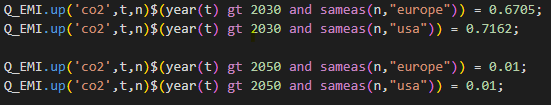 Q_EMI.up('co2',t,n)$(year(t) gt 2030 and sameas(n,"europe")) = 0.6705;
Q_EMI.up('co2',t,n)$(year(t) gt 2030 and sameas(n,"usa")) = 0.7162;
Q_EMI.up('co2',t,n)$(year(t) gt 2050 and sameas(n,"europe")) = 0.01;
Q_EMI.up('co2',t,n)$(year(t) gt 2050 and sameas(n,"usa")) = 0.01;